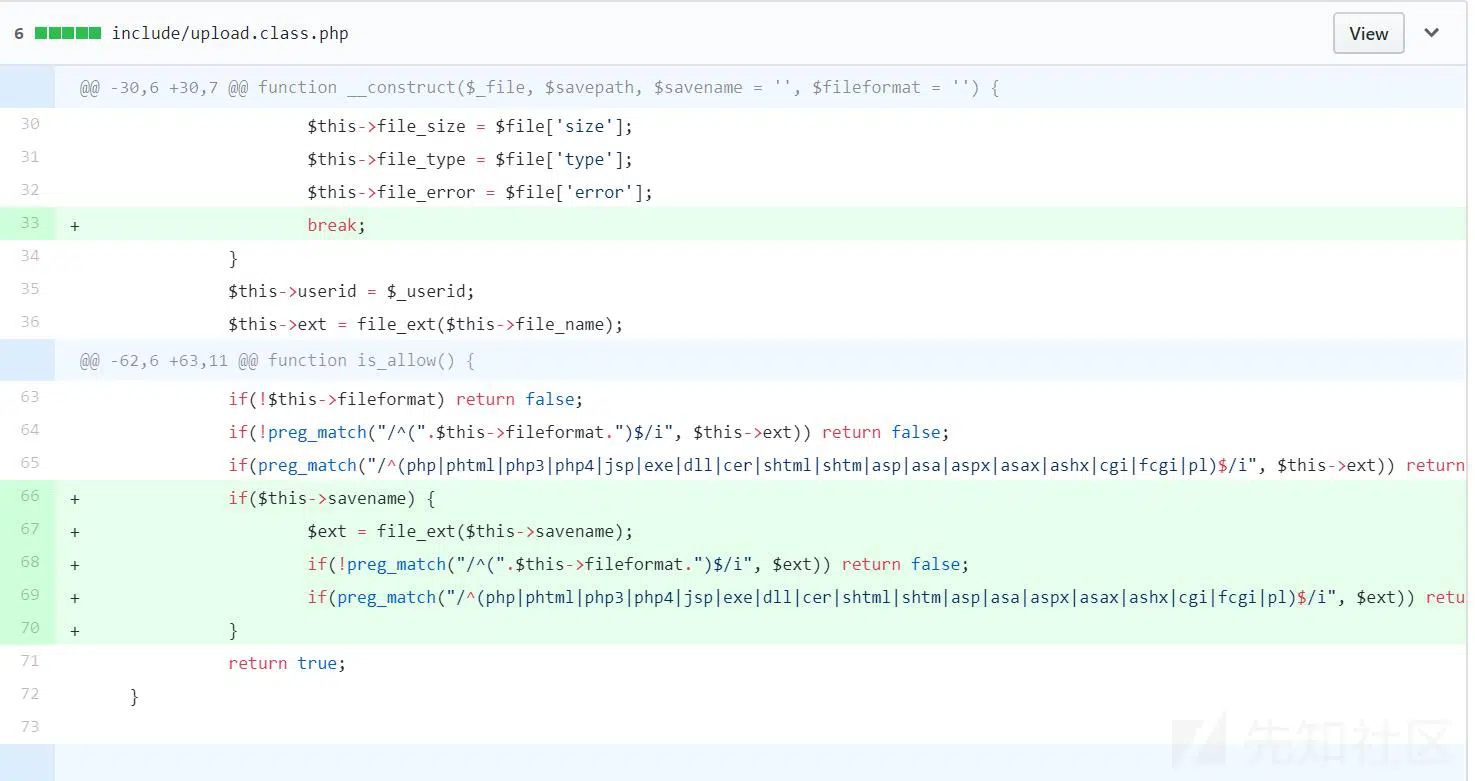 6 include/upload.class.php View
@@ -30,6 +30,7 @@ function __construct($_file, $savepath, $savename = '', $fileformat = '') {
30 $this->file_size = $file['size'];
31 $this->file_type = $file['type'];
32 $this->file_error = $file['error'];
33 + break;
34 }
35 $this->userid = $_userid;
36 $this->ext = file_ext($this->file_name);
@@ -62,6 +63,11 @@ function is_allow() {
63 if(!$this->fileformat) return false;
64 if(!preg_match("/^(".$this->fileformat.")$/i", $this->ext)) return false;
65 if(preg_match("/^(php|phtml|php3|php4|jsp|exe|dll|cer|shtml|shtm|asp|asa|aspx|asax|ashx|cgi|fcgi|pl)$/i", $this->ext)) return
66 + if($this->savename) {
67 + $ext = file_ext($this->savename);
68 + if(!preg_match("/^(".$this->fileformat.")$/i", $ext)) return false;
69 + if(preg_match("/^(php|phtml|php3|php4|jsp|exe|dll|cer|shtml|shtm|asp|asa|aspx|asax|ashx|cgi|fcgi|pl)$/i", $ext)) retu
70 + }
71 return true;
72 }
73
先知社区